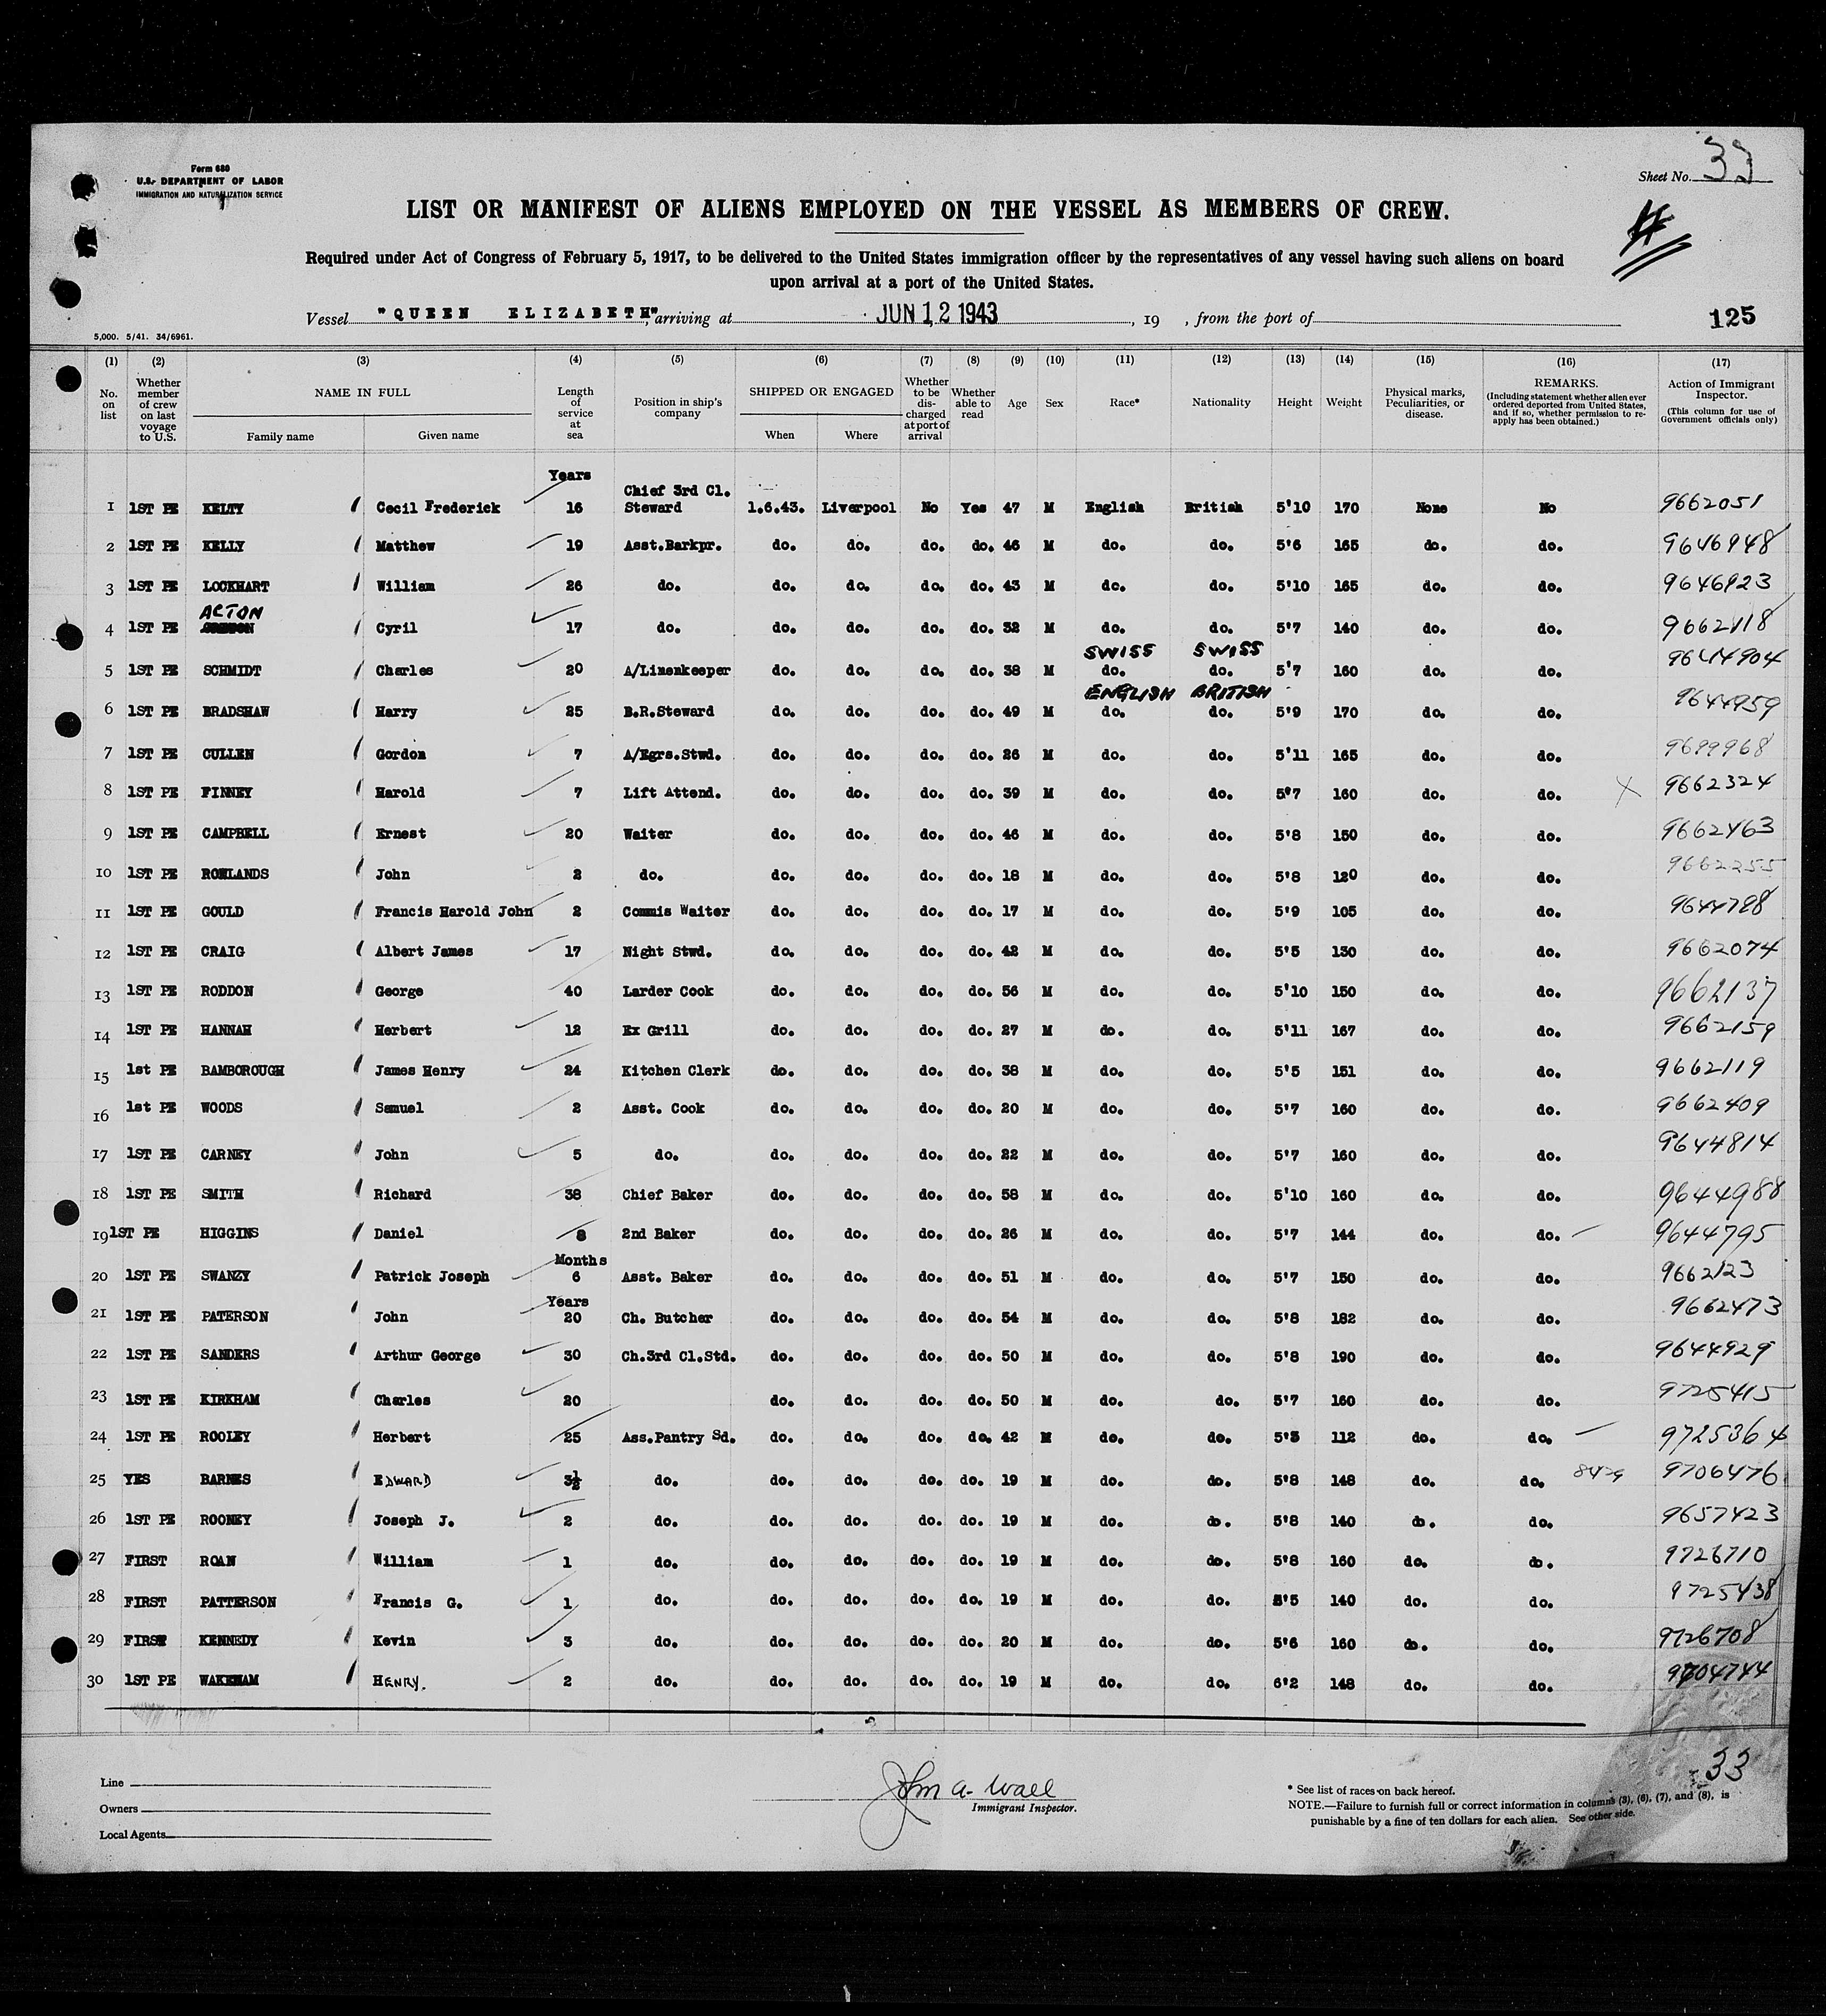 Form 680
U.S. DEPARTMENT OF LABOR
IMMIGRATION AND NATURALIZATION SERVICE
Sheet No. 33
LIST OR MANIFEST OF ALIENS EMPLOYED ON THE VESSEL AS MEMBERS OF CREW.
Required under Act of Congress of February 5, 1917, to be delivered to the United States immigration officer by the representatives of any vessel having such aliens on board
upon arrival at a port of the United States.
Vessel "QUEEN ELIZABETH", arriving at JUN 12 1943, 19 , from the port of
125
5,000. 5/41. 34/6961.
(1) (2) (3) (4) (5) (6) (7) (8) (9) (10) (11) (12) (13) (14) (15) (16) (17)
No. on list Whether member of crew on last voyage to U.S. NAME IN FULL Family name Given name Length of service at sea Position in ship's company SHIPPED OR ENGAGED When Where Whether to be discharged at port of arrival Whether able to read Age Sex Race* Nationality Height Weight Physical marks, Peculiarities, or disease. REMARKS. (Including statement whether alien ever ordered deported from United States, and if so, whether permission to re-apply has been obtained.) Action of Immigrant Inspector. (This column for use of Government officials only)
Years
1 1ST PE KELTY Cecil Frederick 16 Chief 3rd Cl. Steward 1.6.43. Liverpool No Yes 47 M English British 5'10 170 None No 9662051
2 1ST PE KELLY Matthew 19 Asst.Barkpr. do. do. do. do. 46 M do. do. 5'6 165 do. do. 9646948
3 1ST PE LOCKHART William 26 do. do. do. do. do. 43 M do. do. 5'10 165 do. do. 9646923
ACTON
4 1ST PE Cyril 17 do. do. do. do. do. 32 M do. do. 5'7 140 do. do. 9662118
SWISS SWISS
5 1ST PE SCHMIDT Charles 20 A/Linenkeeper do. do. do. do. 38 M do. do. 5'7 160 do. do. 9644904
ENGLISH BRITISH
6 1ST PE BRADSHAW Harry 25 B.R.Steward do. do. do. do. 49 M do. do. 5'9 170 do. do. 9644959
7 1ST PE CULLEN Gordon 7 A/Egrs.Stwd. do. do. do. do. 26 M do. do. 5'11 165 do. do.
8 1ST PE FINNEY Harold 7 Lift Attend. do. do. do. do. 39 M do. do. 5'7 160 do. do. X 9662324
9 1ST PE CAMPBELL Ernest 20 Waiter do. do. do. do. 46 M do. do. 5'8 150 do. do. 9662463
10 1ST PE ROWLANDS John 2 do. do. do. do. do. 18 M do. do. 5'8 120 do. do. 9662255
11 1ST PE GOULD Francis Harold John 2 Commis Waiter do. do. do. do. 17 M do. do. 5'9 105 do. do. 9644788
12 1ST PE CRAIG Albert James 17 Night Stwd. do. do. do. do. 42 M do. do. 5'5 130 do. do. 9662074
13 1ST PE RODDON George 40 Larder Cook do. do. do. do. 56 M do. do. 5'10 150 do. do. 9662137
14 1ST PE HANNAH Herbert 12 Ex Grill do. do. do. do. 27 M do. do. 5'11 167 do. do. 9662159
15 1st PE BAMBOROUGH James Henry 24 Kitchen Clerk do. do. do. do. 38 M do. do. 5'5 151 do. do. 9662119
16 1st PE WOODS Samuel 2 Asst. Cook do. do. do. do. 20 M do. do. 5'7 160 do. do. 9662409
17 1ST PE CARNEY John 5 do. do. do. do. do. 22 M do. do. 5'7 160 do. do. 9644814
18 1ST PE SMITH Richard 38 Chief Baker do. do. do. do. 58 M do. do. 5'10 160 do. do. 9644988
19 1ST PE HIGGINS Daniel 8 2nd Baker do. do. do. do. 26 M do. do. 5'7 144 do. do. 9644795
Months
20 1ST PE SWANZY Patrick Joseph 6 Asst. Baker do. do. do. do. 51 M do. do. 5'7 150 do. do. 9662123
Years
21 1ST PE PATERSON John 20 Ch. Butcher do. do. do. do. 54 M do. do. 5'8 182 do. do. 9662473
22 1ST PE SANDERS Arthur George 30 Ch.3rd Cl.Std. do. do. do. do. 50 M do. do. 5'8 190 do. do. 9644929
23 1ST PE KIRKHAM Charles 20 do. do. do. do. 50 M do. do. 5'7 160 do. do. 9725415
24 1ST PE ROOLEY Herbert 25 Ass.Pantry Sd. do. do. do. do. 42 M do. do. 5'3 112 do. do. 9725364
25 YES BARNES EDWARD 3½ do. do. do. do. do. 19 M do. do. 5'8 148 do. do. 9706476
26 1ST PE ROONEY Joseph J. 2 do. do. do. do. do. 19 M do. do. 5'8 140 do. do. 9657423
27 FIRST ROAN William 1 do. do. do. do. do. 19 M do. do. 5'8 160 do. do. 9726710
28 FIRST PATTERSON Francis G. 1 do. do. do. do. do. 19 M do. do. 5'5 140 do. do. 9725438
29 FIRST KENNEDY Kevin 3 do. do. do. do. do. 20 M do. do. 5'6 160 do. do. 9726708
30 1ST PE WAKEHAM HENRY. 2 do. do. do. do. do. 19 M do. do. 6'2 148 do. do. 9704744
33
Line
Owners
Local Agents
John A. Wall
Immigrant Inspector.
* See list of races on back hereof.
NOTE.—Failure to furnish full or correct information in columns (3), (6), (7), and (8), is
punishable by a fine of ten dollars for each alien. See other side.